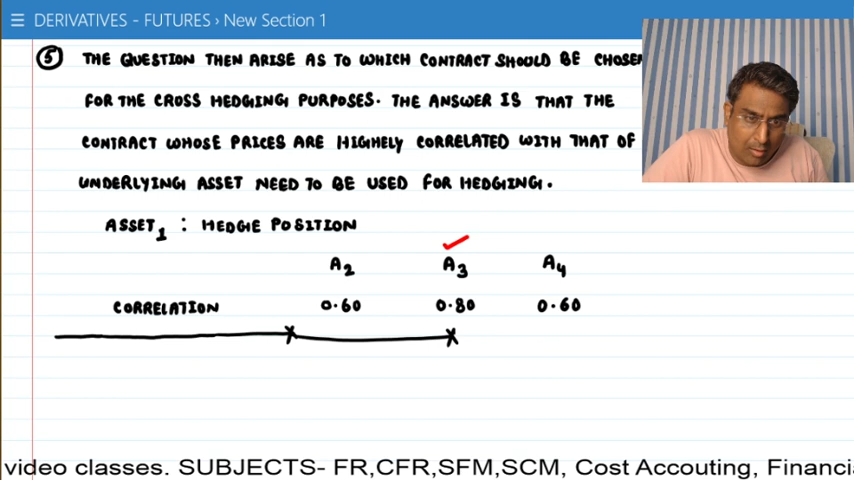 DERIVATIVES - FUTURES › New Section 1
5 THE QUESTION THEN ARISE AS TO WHICH CONTRACT SHOULD BE CHOSEN
FOR THE CROSS HEDGING PURPOSES. THE ANSWER IS THAT THE
CONTRACT WHOSE PRICES ARE HIGHELY CORRELATED WITH THAT OF
UNDERLYING ASSET NEED TO BE USED FOR HEDGING.
ASSET1 : HEDGE POSITION
A2 A3 A4
CORRELATION 0.60 0.80 0.60
video classes. SUBJECTS- FR,CFR,SFM,SCM, Cost Accouting, Financi